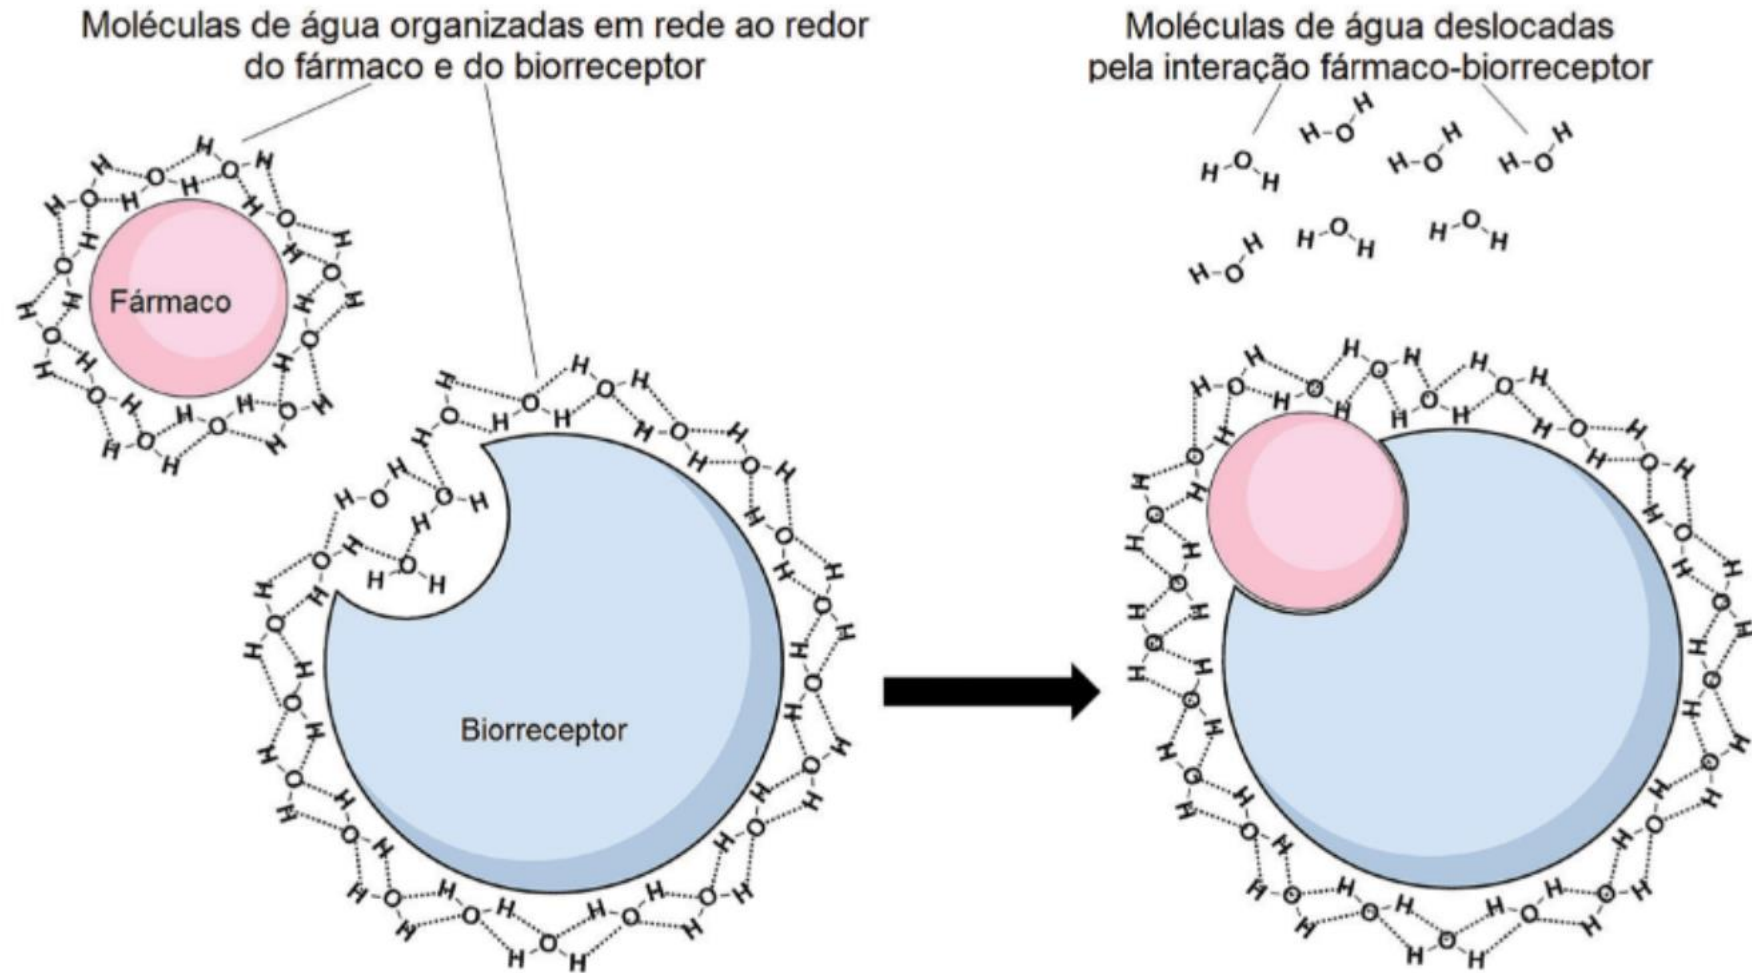 Moléculas de água organizadas em rede ao redor
do fármaco e do biorreceptor
Moléculas de água deslocadas
pela interação fármaco-biorreceptor
Fármaco
Biorreceptor